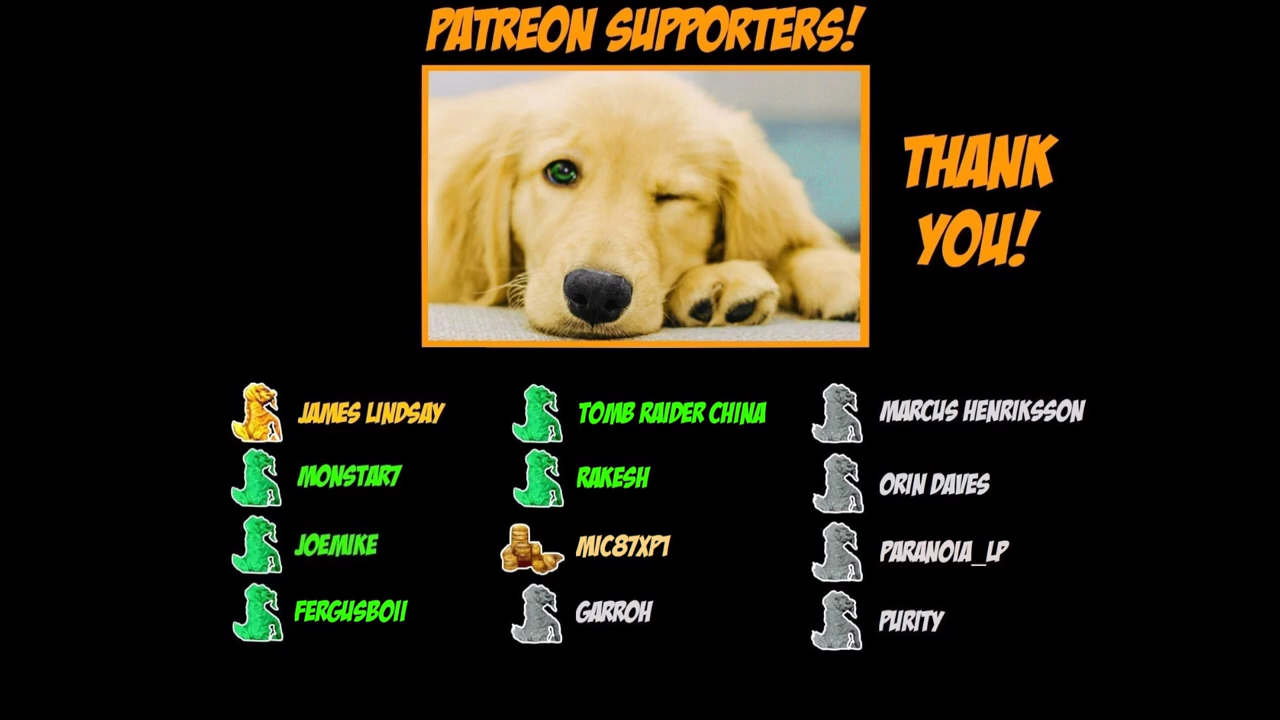 PATREON SUPPORTERS!
THANK
YOU!
JAMES LINDSAY
MONSTAR7
JOEMIKE
FERGUSBOII
TOMB RAIDER CHINA
RAKESH
MIC87XP1
GARROH
MARCUS HENRIKSSON
ORIN DAVES
PARANOIA_LP
PURITY